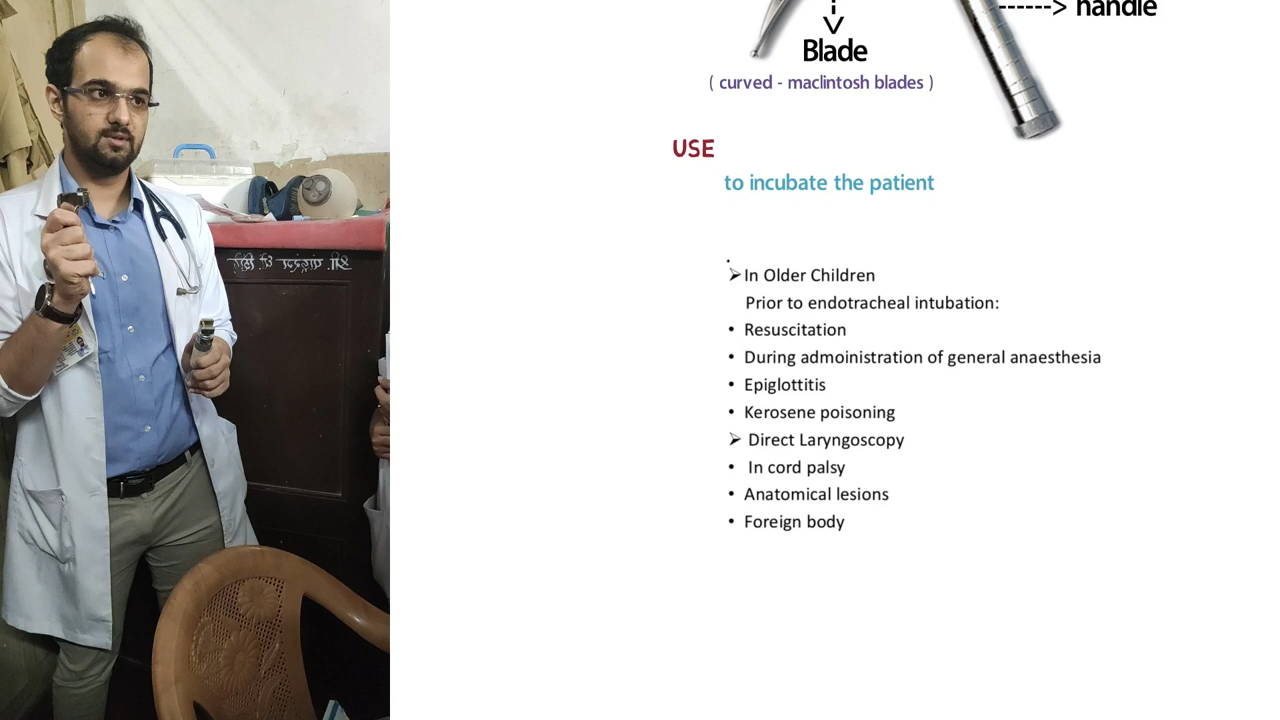 ------> handle
Blade
( curved - maclintosh blades )
USE
to incubate the patient
➢In Older Children
Prior to endotracheal intubation:
• Resuscitation
• During admoinistration of general anaesthesia
• Epiglottitis
• Kerosene poisoning
➢ Direct Laryngoscopy
• In cord palsy
• Anatomical lesions
• Foreign body